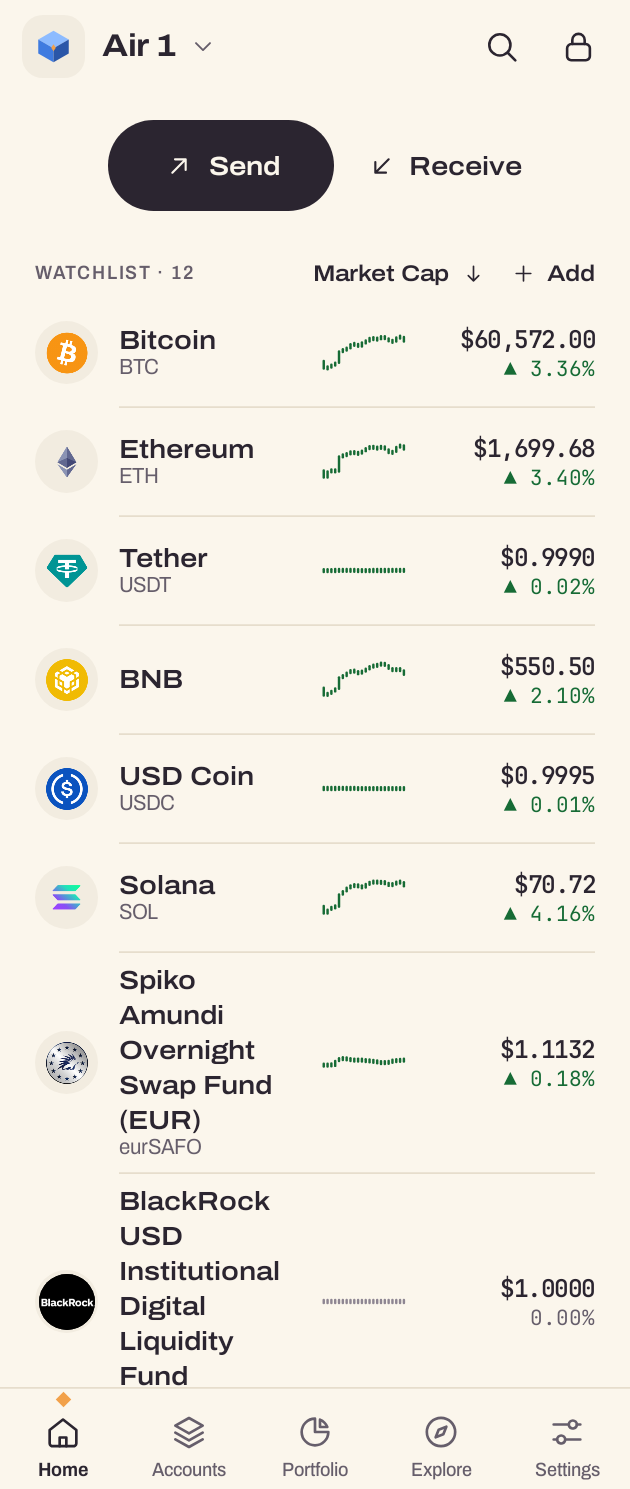 Air 1
Send
Receive
WATCHLIST · 12
Market Cap ↓
+ Add
Bitcoin
BTC
$60,572.00
▲ 3.36%
Ethereum
ETH
$1,699.68
▲ 3.40%
Tether
USDT
$0.9990
▲ 0.02%
BNB
$550.50
▲ 2.10%
USD Coin
USDC
$0.9995
▲ 0.01%
Solana
SOL
$70.72
▲ 4.16%
Spiko
Amundi
Overnight
Swap Fund
(EUR)
eurSAFO
$1.1132
▲ 0.18%
BlackRock
BlackRock
USD
Institutional
Digital
Liquidity
Fund
$1.0000
0.00%
Home
Accounts
Portfolio
Explore
Settings